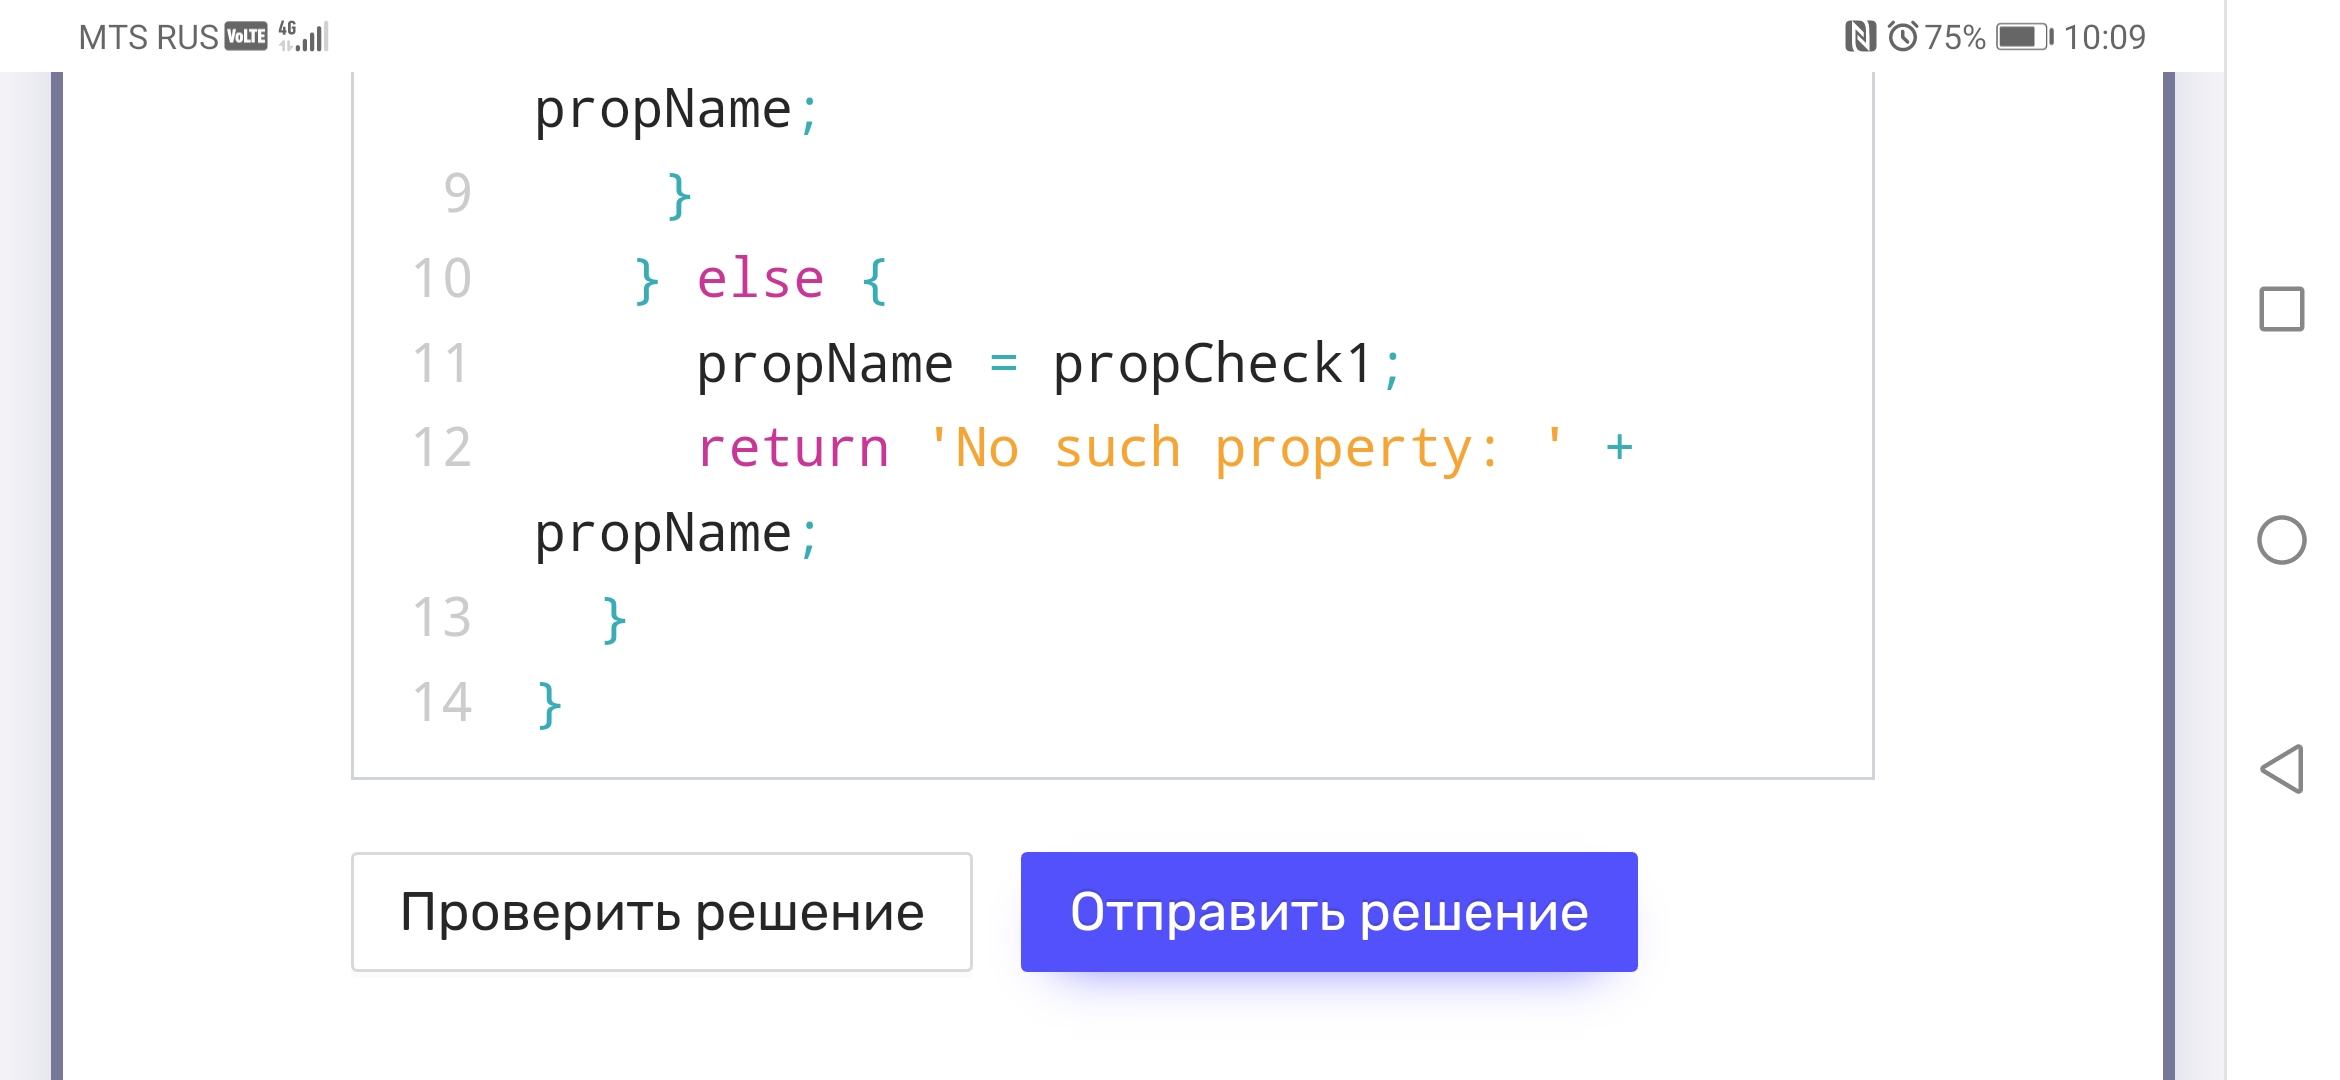 MTS RUS VoLTE 4G 75% 10:09
propName;
9 }
10 } else {
11 propName = propCheck1;
12 return 'No such property: ' +
propName;
13 }
14 }
Проверить решение Отправить решение